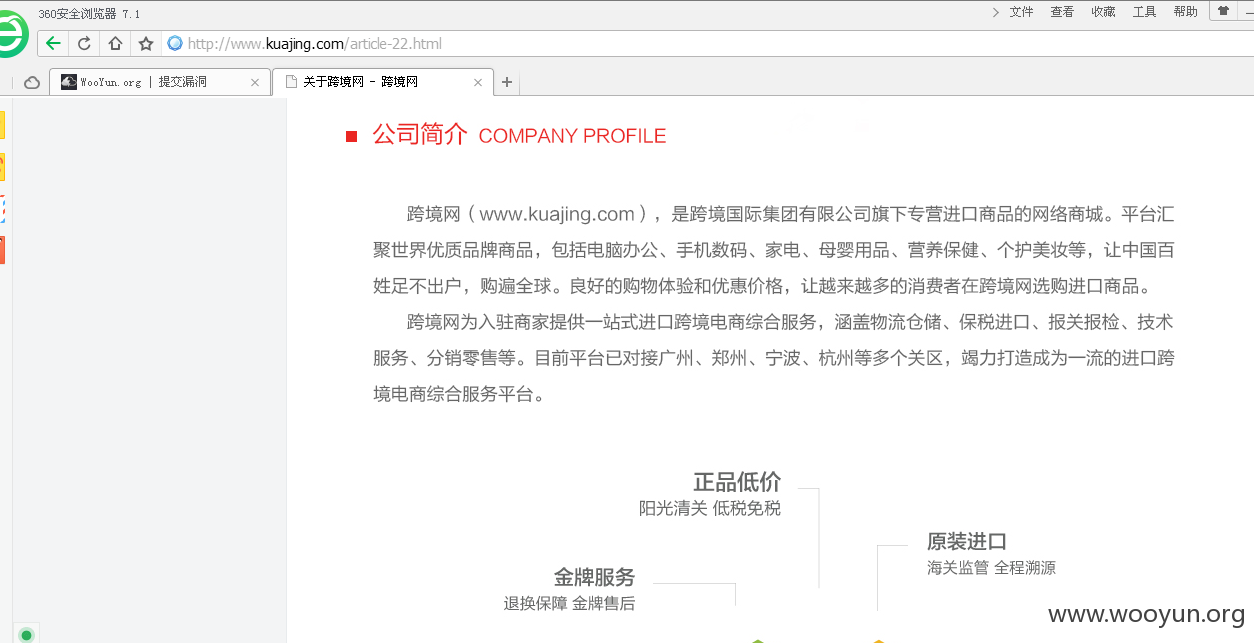 360安全浏览器 7.1
文件 查看 收藏 工具 帮助
http://www.kuajing.com/article-22.html
WooYun.org | 提交漏洞
关于跨境网 - 跨境网
公司简介 COMPANY PROFILE
跨境网（www.kuajing.com），是跨境国际集团有限公司旗下专营进口商品的网络商城。平台汇
聚世界优质品牌商品，包括电脑办公、手机数码、家电、母婴用品、营养保健、个护美妆等，让中国百
姓足不出户，购遍全球。良好的购物体验和优惠价格，让越来越多的消费者在跨境网选购进口商品。
跨境网为入驻商家提供一站式进口跨境电商综合服务，涵盖物流仓储、保税进口、报关报检、技术
服务、分销零售等。目前平台已对接广州、郑州、宁波、杭州等多个关区，竭力打造成为一流的进口跨
境电商综合服务平台。
正品低价
阳光清关 低税免税
原装进口
海关监管 全程溯源
金牌服务
退换保障 金牌售后
www.wooyun.org